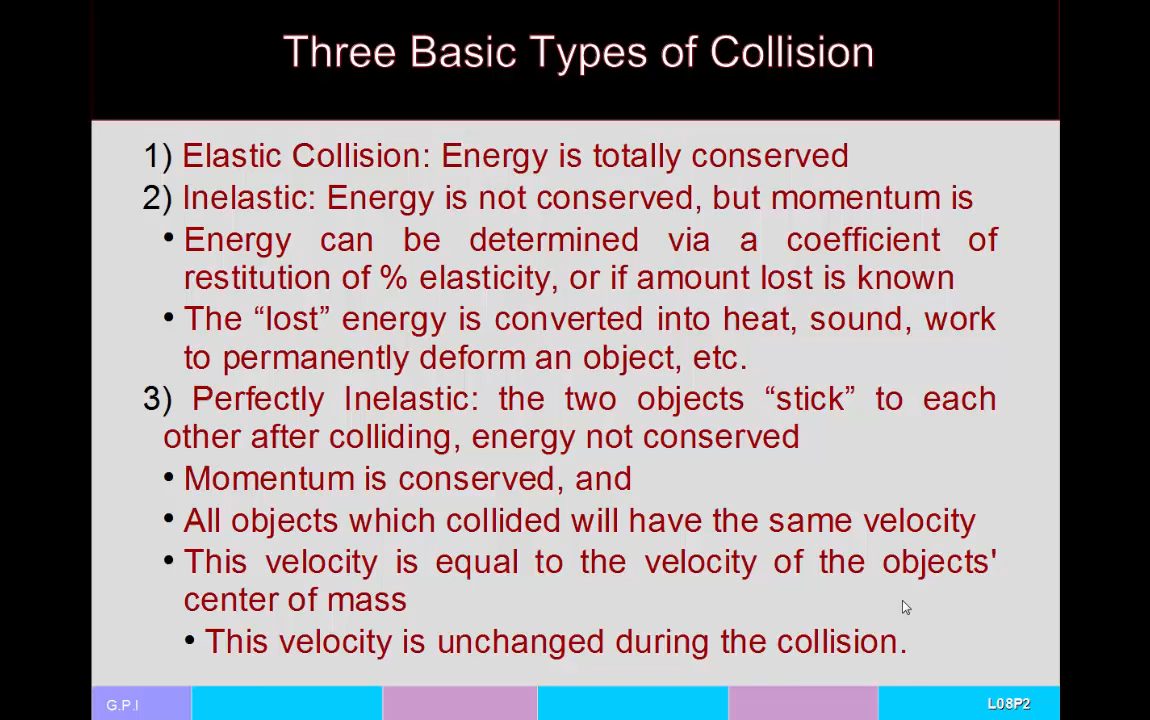 Three Basic Types of Collision
1) Elastic Collision: Energy is totally conserved
2) Inelastic: Energy is not conserved, but momentum is
• Energy can be determined via a coefficient of
restitution of % elasticity, or if amount lost is known
• The “lost” energy is converted into heat, sound, work
to permanently deform an object, etc.
3) Perfectly Inelastic: the two objects “stick” to each
other after colliding, energy not conserved
• Momentum is conserved, and
• All objects which collided will have the same velocity
• This velocity is equal to the velocity of the objects'
center of mass
• This velocity is unchanged during the collision.
G.P.I
L08P2